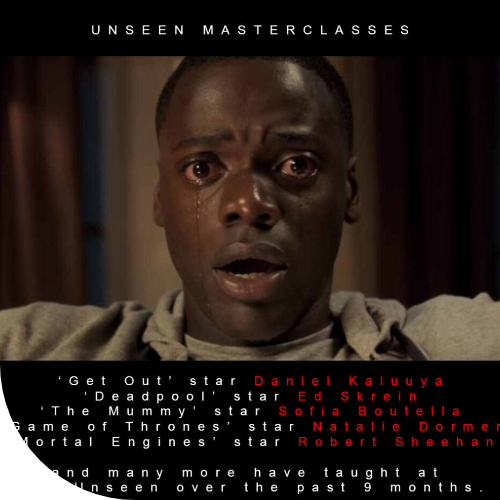 UNSEEN MASTERCLASSES
‘Get Out’ star Daniel Kaluuya
‘Deadpool’ star Ed Skrein
‘The Mummy’ star Sofia Boutella
Game of Thrones’ star Natalie Dormer
Mortal Engines’ star Robert Sheehan
and many more have taught at
Unseen over the past 9 months.